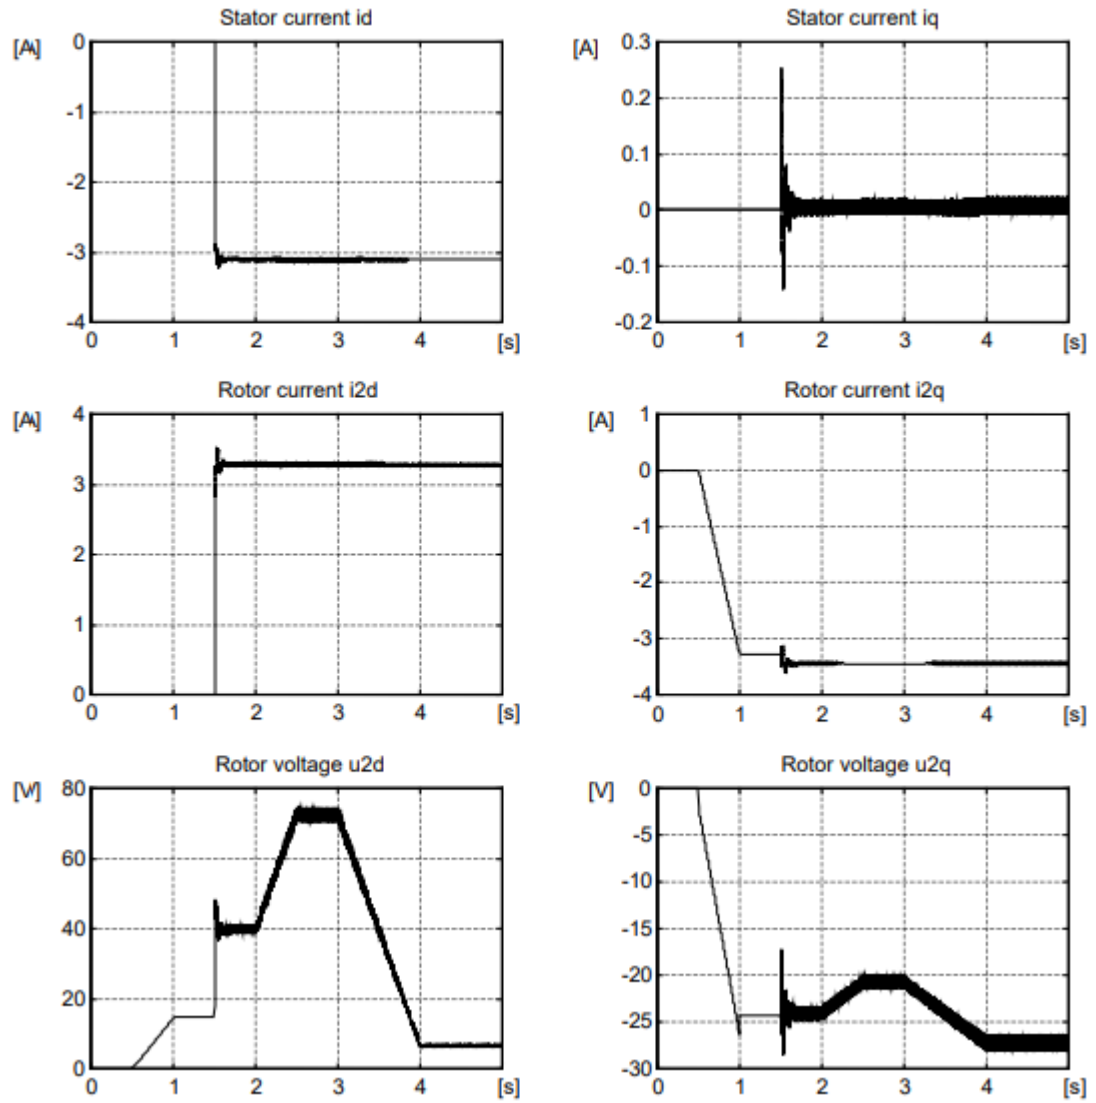 Stator current id
Stator current iq
[A]
0
-1
-2
-3
-4
0 1 2 3 4 [s]
[A]
0.3
0.2
0.1
0
-0.1
-0.2
0 1 2 3 4 [s]
Rotor current i2d
Rotor current i2q
[A]
4
3
2
1
0
0 1 2 3 4 [s]
[A]
1
0
-1
-2
-3
-4
0 1 2 3 4 [s]
Rotor voltage u2d
Rotor voltage u2q
[V]
80
60
40
20
0
0 1 2 3 4 [s]
[V]
0
-5
-10
-15
-20
-25
-30
0 1 2 3 4 [s]